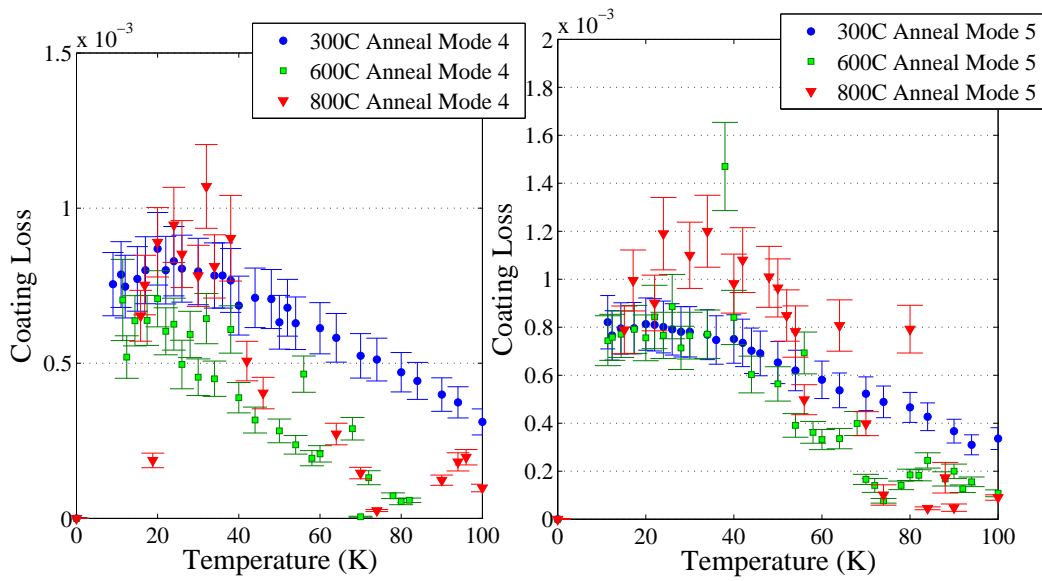 x 10⁻³
1.5
1
0.5
0
0
20
40
60
80
100
Coating Loss
Temperature (K)
300C Anneal Mode 4
600C Anneal Mode 4
800C Anneal Mode 4
x 10⁻³
2
1.8
1.6
1.4
1.2
1
0.8
0.6
0.4
0.2
0
0
20
40
60
80
100
Coating Loss
Temperature (K)
300C Anneal Mode 5
600C Anneal Mode 5
800C Anneal Mode 5